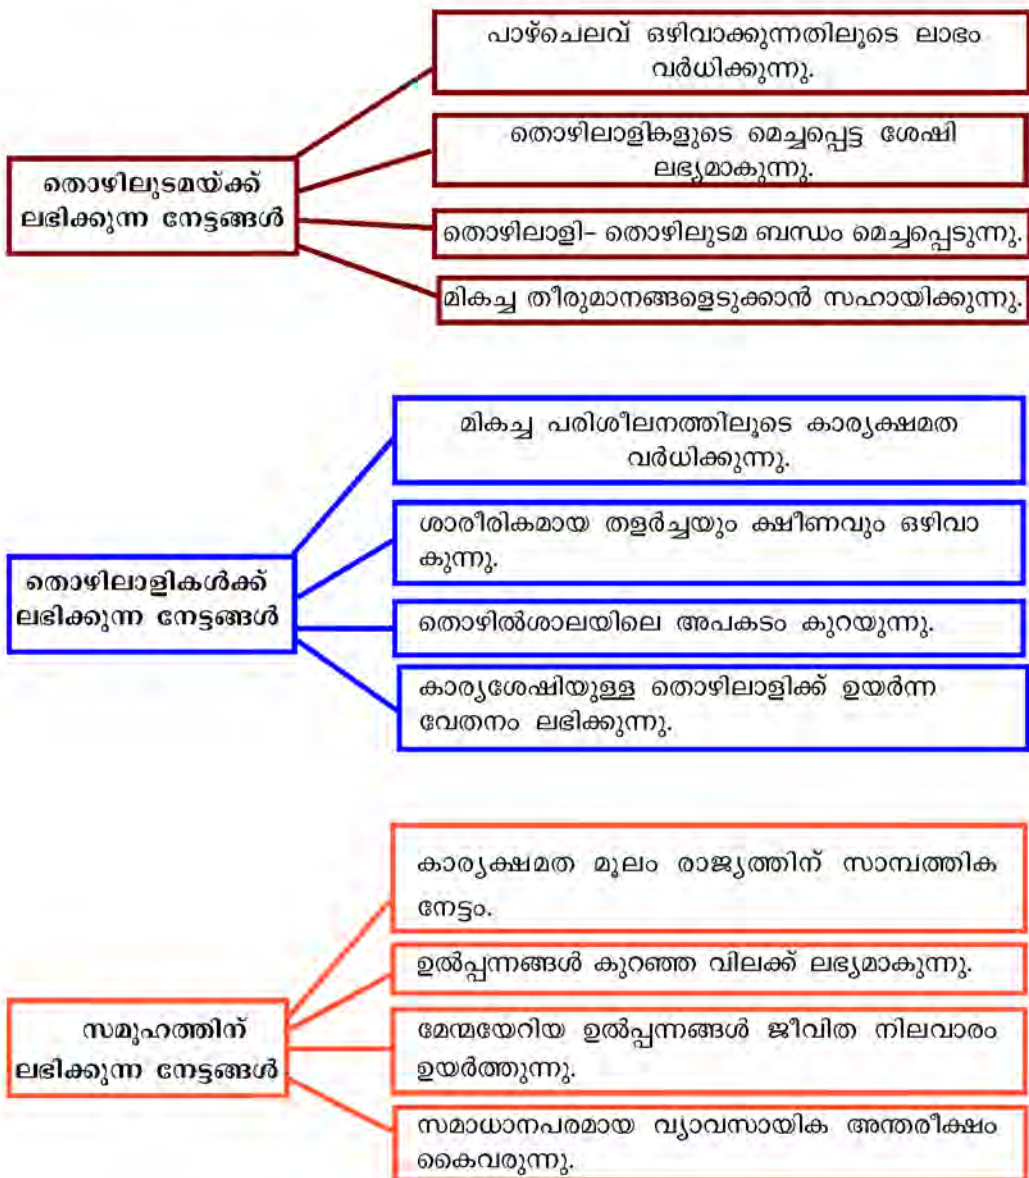 തൊഴിലുടമയ്ക്ക്
ലഭിക്കുന്ന നേട്ടങ്ങൾ
പാഴ്ചെലവ് ഒഴിവാക്കുന്നതിലൂടെ ലാഭം
വർധിക്കുന്നു.
തൊഴിലാളികളുടെ മെച്ചപ്പെട്ട ശേഷി
ലഭ്യമാകുന്നു.
തൊഴിലാളി– തൊഴിലുടമ ബന്ധം മെച്ചപ്പെടുന്നു.
മികച്ച തീരുമാനങ്ങളെടുക്കാൻ സഹായിക്കുന്നു.
തൊഴിലാളികൾക്ക്
ലഭിക്കുന്ന നേട്ടങ്ങൾ
മികച്ച പരിശീലനത്തിലൂടെ കാര്യക്ഷമത
വർധിക്കുന്നു.
ശാരീരികമായ തളർച്ചയും ക്ഷീണവും ഒഴിവാ
കുന്നു.
തൊഴിൽശാലയിലെ അപകടം കുറയുന്നു.
കാര്യശേഷിയുള്ള തൊഴിലാളിക്ക് ഉയർന്ന
വേതനം ലഭിക്കുന്നു.
സമൂഹത്തിന്
ലഭിക്കുന്ന നേട്ടങ്ങൾ
കാര്യക്ഷമത മൂലം രാജ്യത്തിന് സാമ്പത്തിക
നേട്ടം.
ഉൽപ്പന്നങ്ങൾ കുറഞ്ഞ വിലക്ക് ലഭ്യമാകുന്നു.
മേന്മയേറിയ ഉൽപ്പന്നങ്ങൾ ജീവിത നിലവാരം
ഉയർത്തുന്നു.
സമാധാനപരമായ വ്യാവസായിക അന്തരീക്ഷം
കൈവരുന്നു.